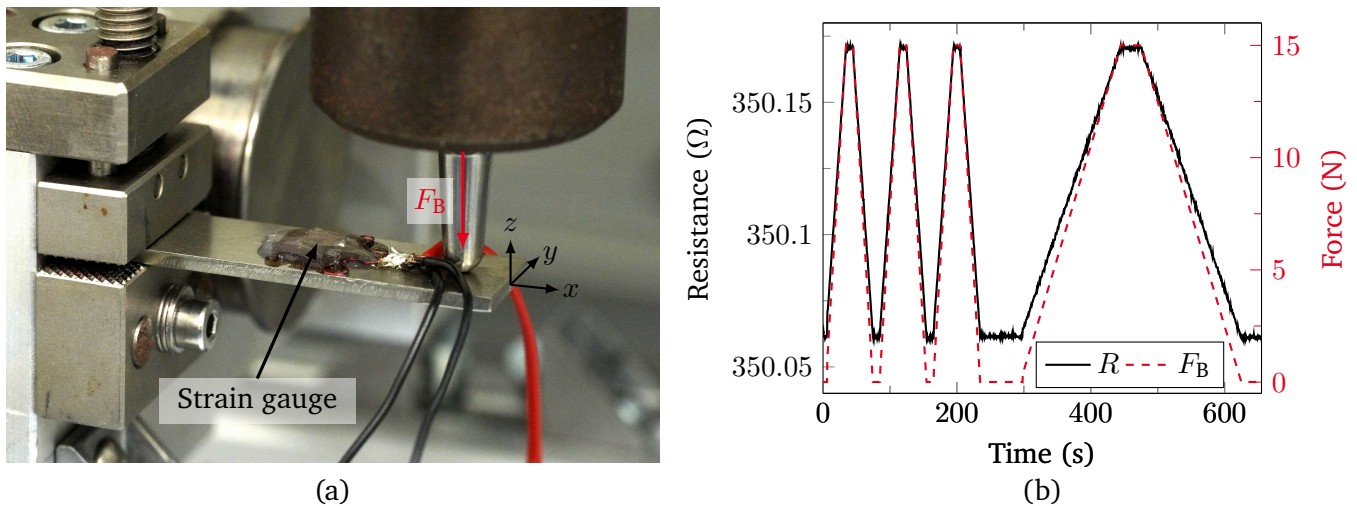 F_B
z
y
x
Strain gauge
(a)
Resistance (Ω)
350.15
350.1
350.05
0
200
400
600
Time (s)
R
F_B
15
10
5
0
Force (N)
(b)